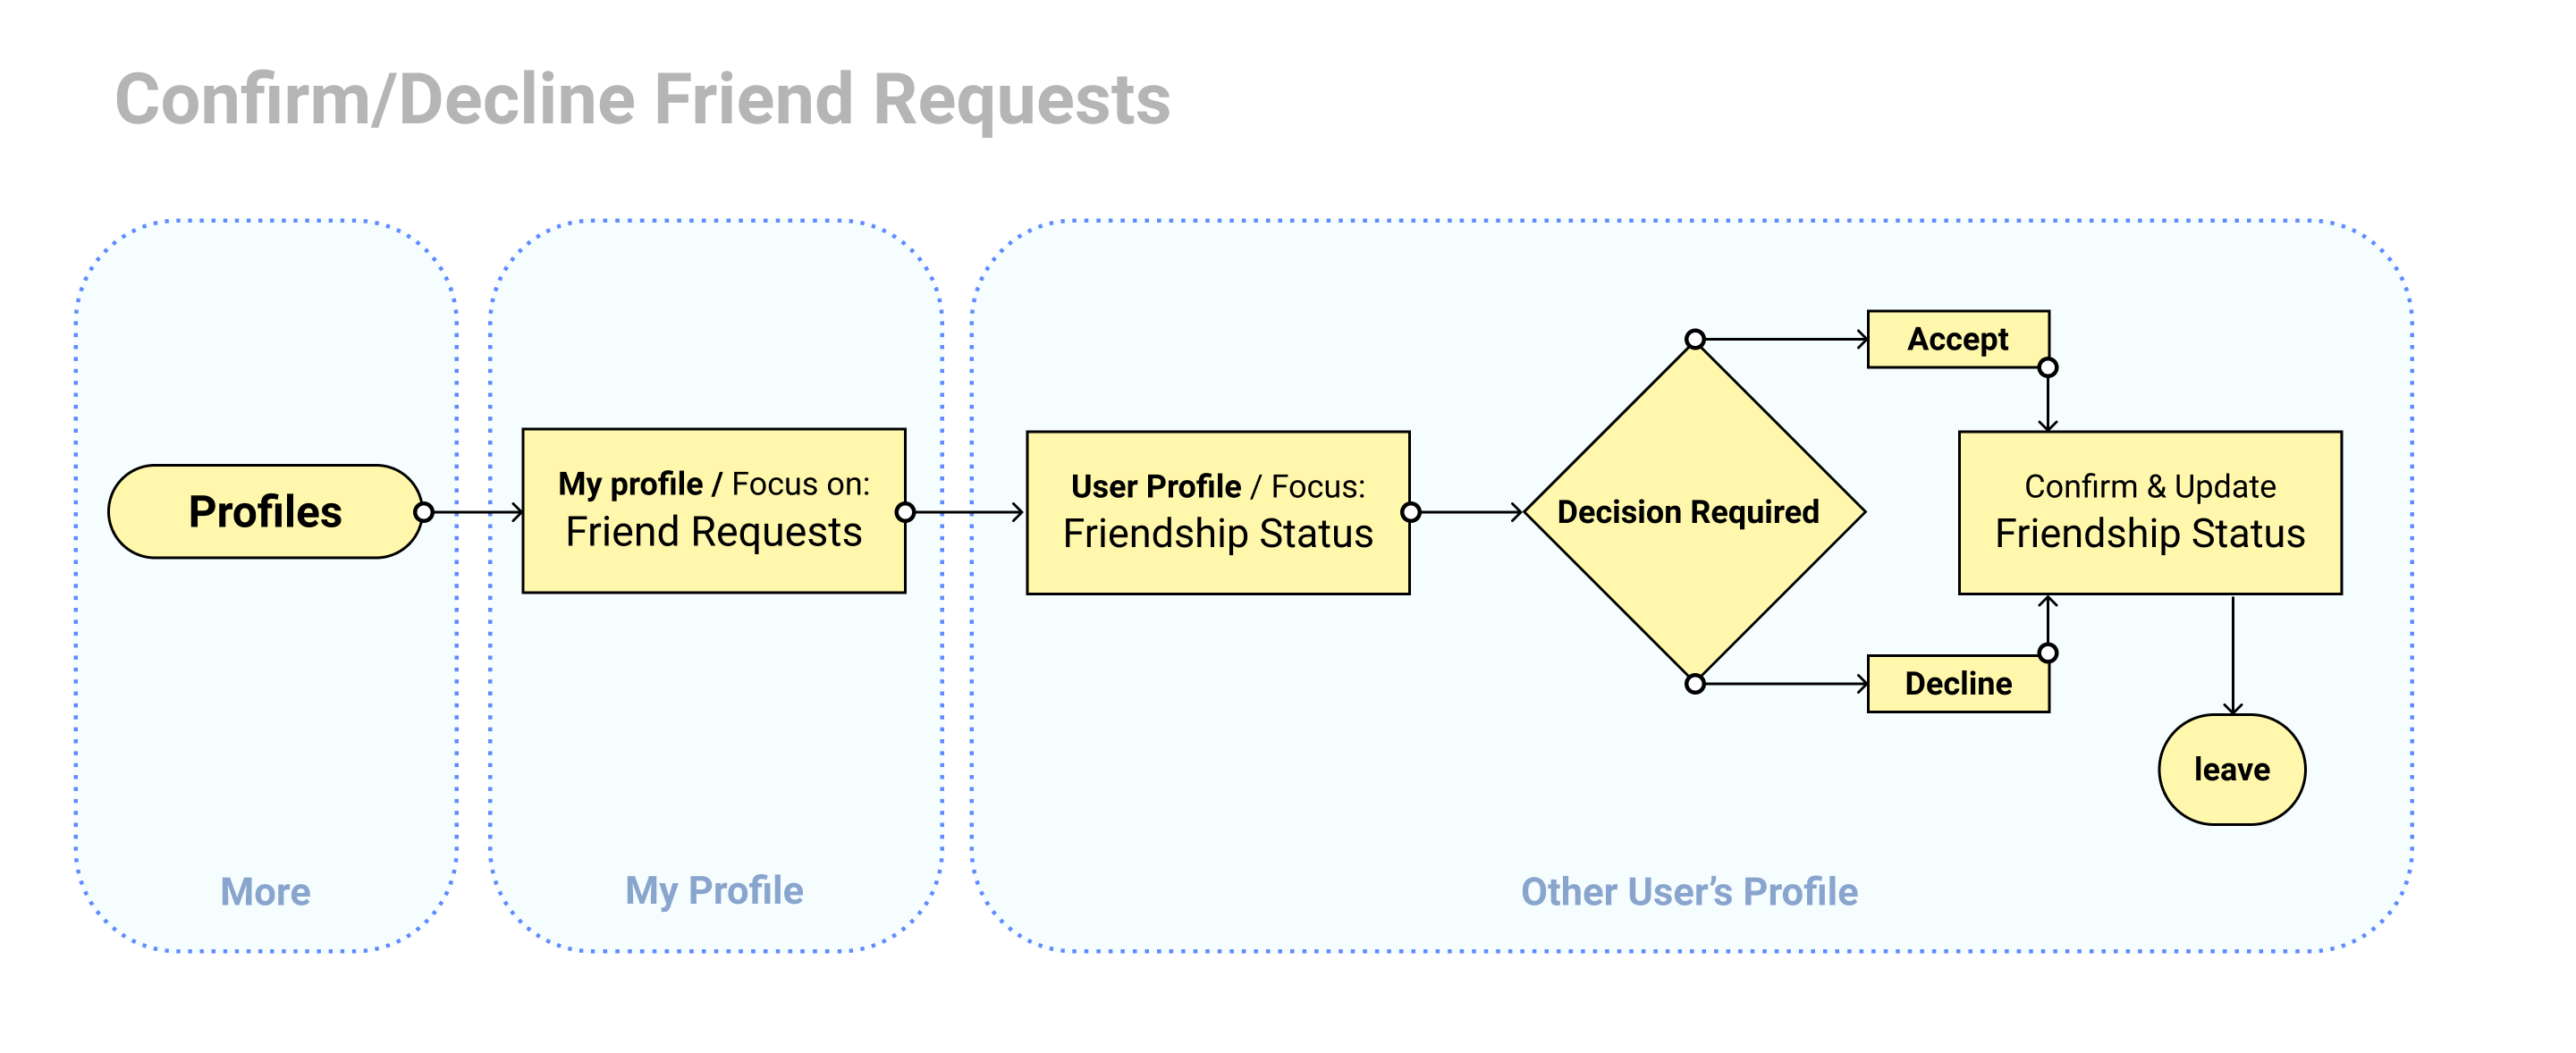 Confirm/Decline Friend Requests
Profiles
More
My profile / Focus on:
Friend Requests
My Profile
User Profile / Focus:
Friendship Status
Decision Required
Accept
Decline
Confirm & Update
Friendship Status
leave
Other User’s Profile